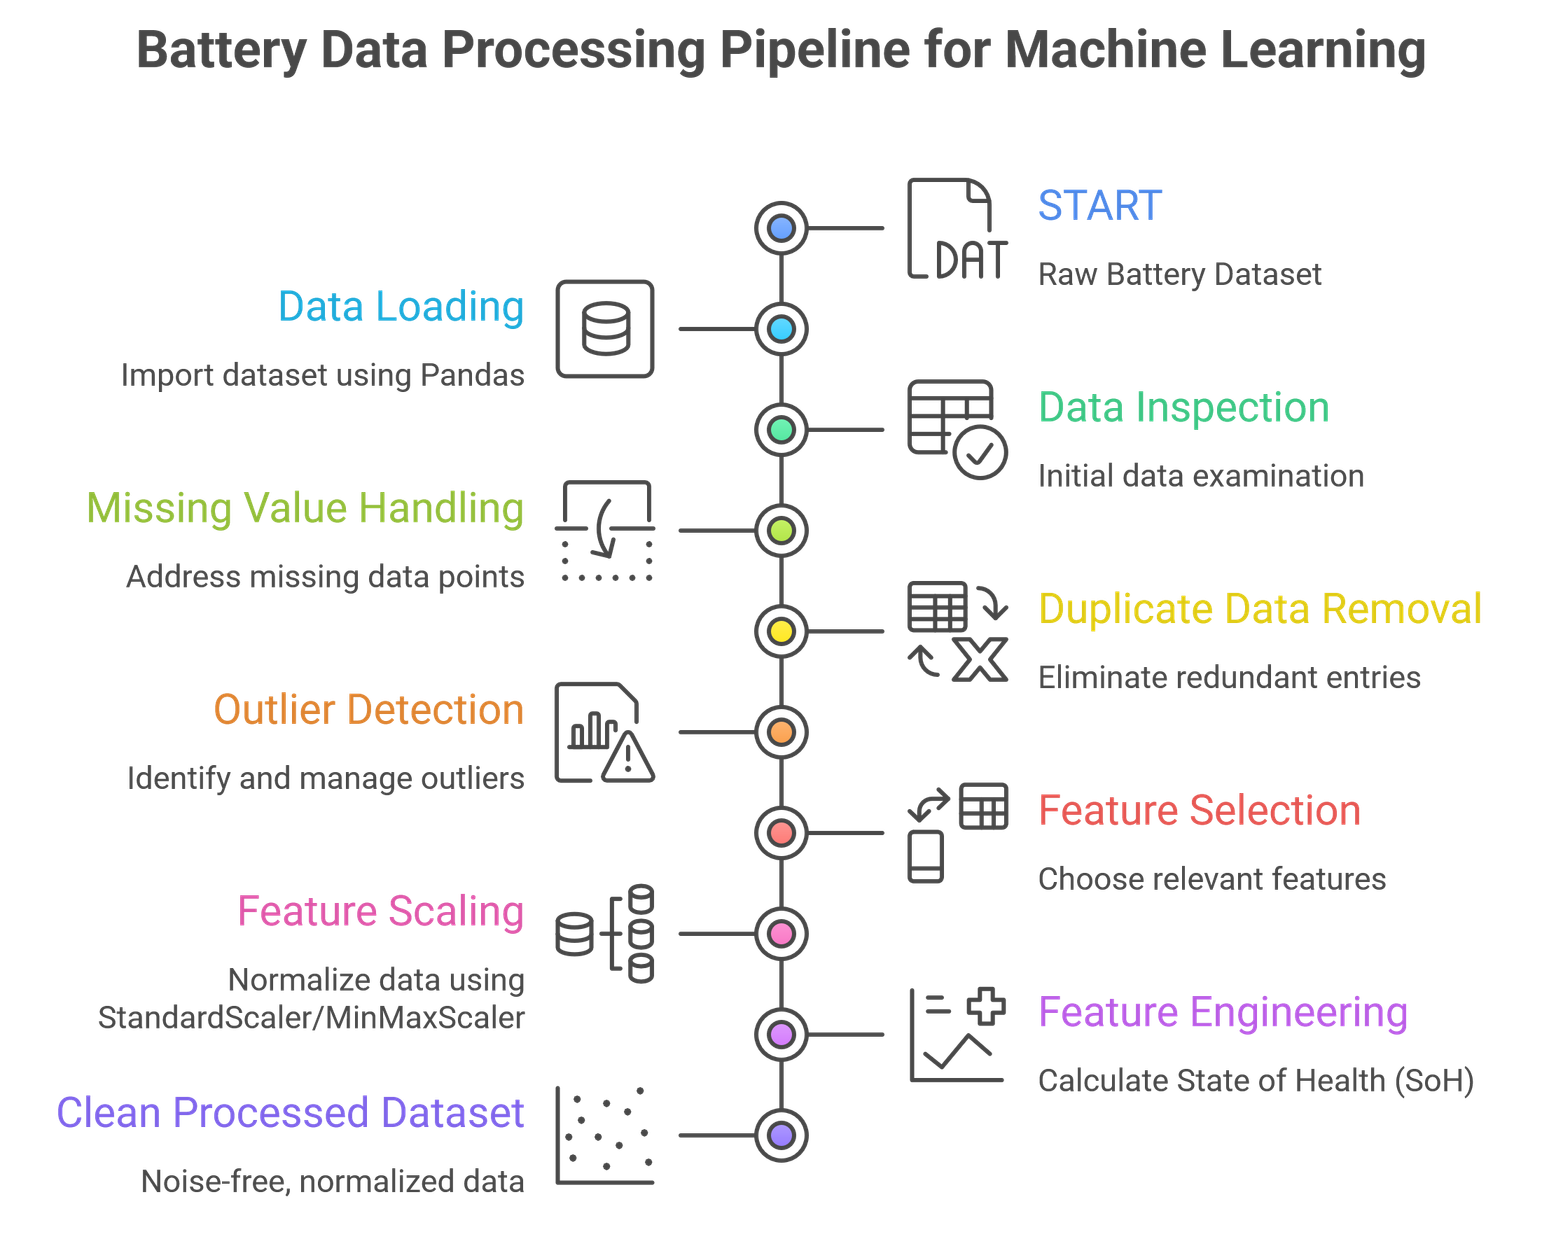 Battery Data Processing Pipeline for Machine Learning
START
DAT
Raw Battery Dataset
Data Loading
Import dataset using Pandas
Data Inspection
Initial data examination
Missing Value Handling
Address missing data points
Duplicate Data Removal
Eliminate redundant entries
Outlier Detection
Identify and manage outliers
Feature Selection
Choose relevant features
Feature Scaling
Normalize data using
StandardScaler/MinMaxScaler
Feature Engineering
Calculate State of Health (SoH)
Clean Processed Dataset
Noise-free, normalized data